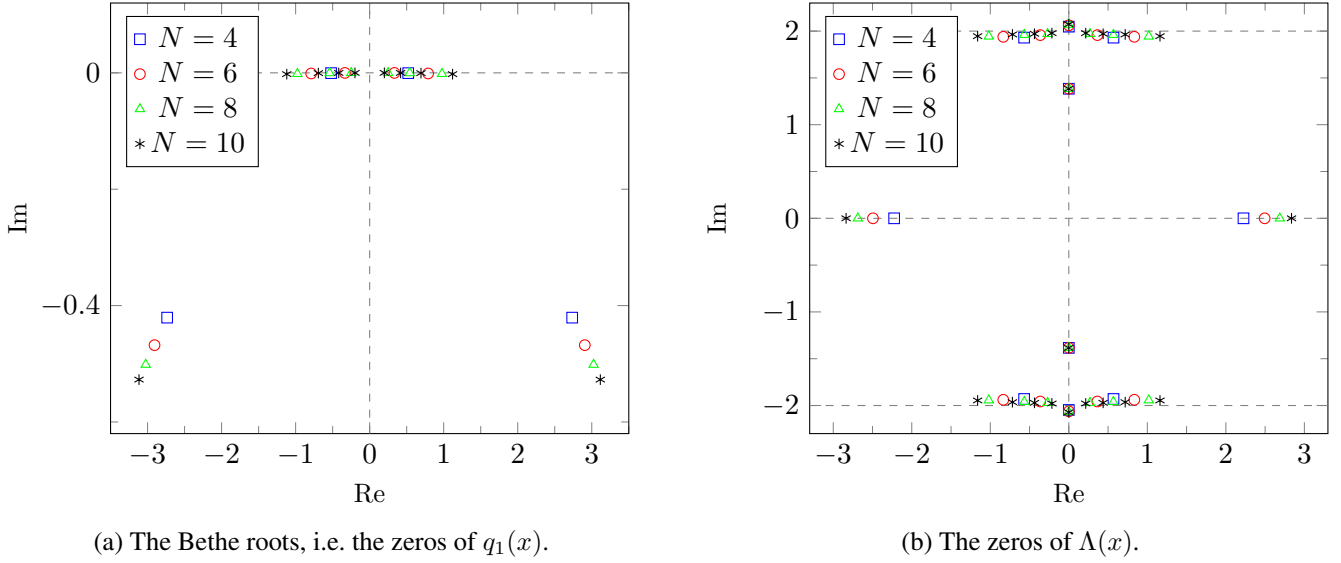 N = 4
N = 6
N = 8
N = 10
0
−0.4
Im
−3
−2
−1
0
1
2
3
Re
(a) The Bethe roots, i.e. the zeros of q₁(x).
N = 4
N = 6
N = 8
N = 10
2
1
0
−1
−2
Im
−3
−2
−1
0
1
2
3
Re
(b) The zeros of Λ(x).